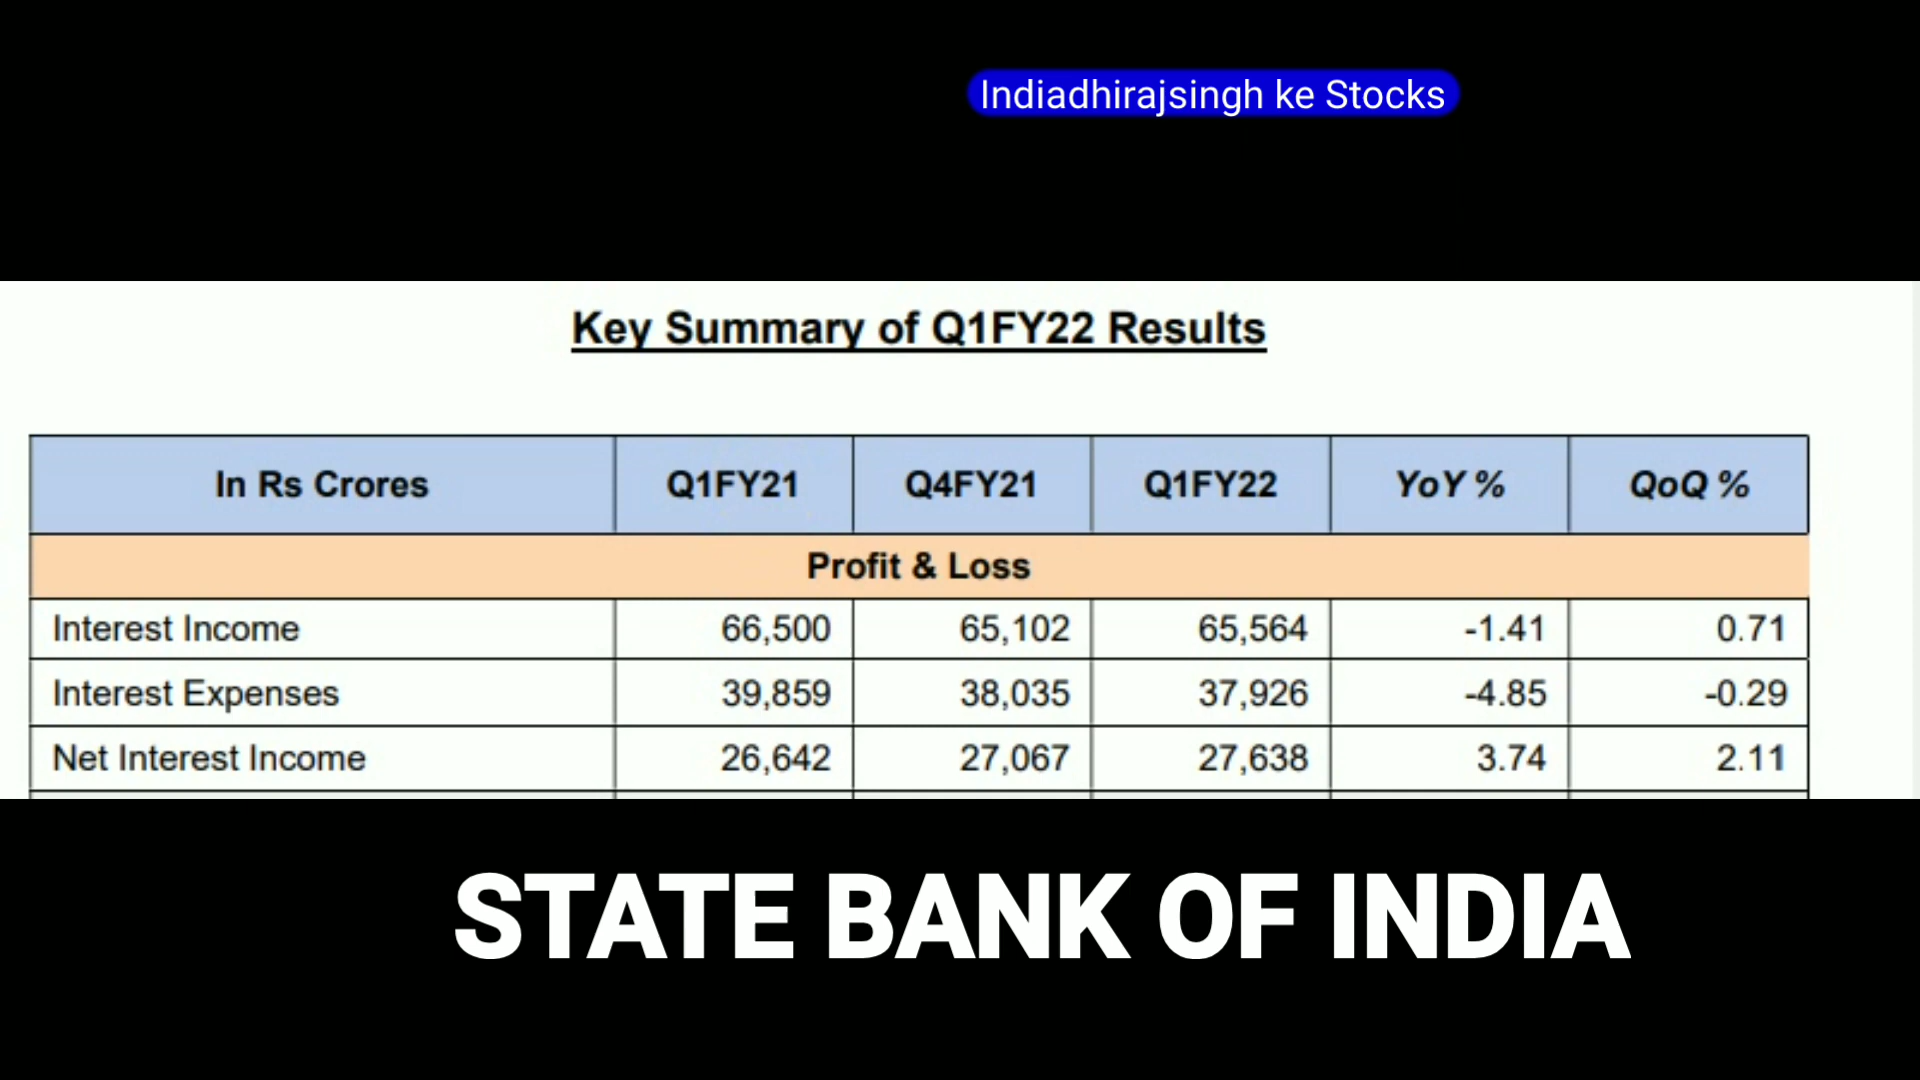 Indiadhirajsingh ke Stocks
Key Summary of Q1FY22 Results
In Rs Crores Q1FY21 Q4FY21 Q1FY22 YoY % QoQ %
Profit & Loss
Interest Income 66,500 65,102 65,564 -1.41 0.71
Interest Expenses 39,859 38,035 37,926 -4.85 -0.29
Net Interest Income 26,642 27,067 27,638 3.74 2.11
STATE BANK OF INDIA